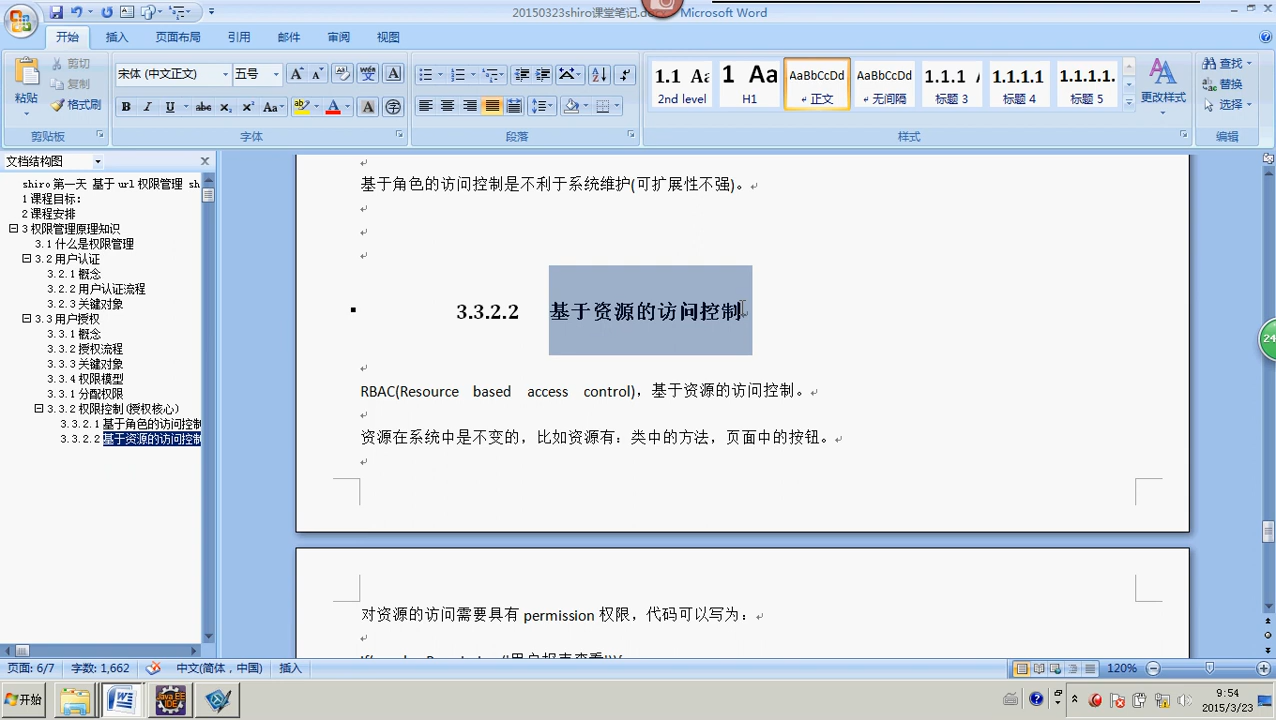 20150323shiro课堂笔记.docx - Microsoft Word
开始 插入 页面布局 引用 邮件 审阅 视图
粘贴 剪切 复制 格式刷
宋体 (中文正文) 五号
1.1 Aa 1 Aa AaBbCcDd AaBbCcDd 1.1.1 A 1.1.1.1 1.1.1.1.
2nd level H1 正文 无间隔 标题 3 标题 4 标题 5
更改样式
查找 替换 选择
剪贴板 字体 段落 样式 编辑
文档结构图
shiro 第一天 基于 url 权限管理 sh
1 课程目标:
2 课程安排
3 权限管理原理知识
3.1 什么是权限管理
3.2 用户认证
3.2.1 概念
3.2.2 用户认证流程
3.2.3 关键对象
3.3 用户授权
3.3.1 概念
3.3.2 授权流程
3.3.3 关键对象
3.3.4 权限模型
3.3.1 分配权限
3.3.2 权限控制(授权核心)
3.3.2.1 基于角色的访问控制
3.3.2.2 基于资源的访问控制
基于角色的访问控制是不利于系统维护(可扩展性不强)。
3.3.2.2 基于资源的访问控制
RBAC(Resource based access control)，基于资源的访问控制。
资源在系统中是不变的，比如资源有：类中的方法，页面中的按钮。
对资源的访问需要具有 permission 权限，代码可以写为：
24
页面: 6/7 字数: 1,662 中文(简体，中国) 插入 120%
开始 9:54
2015/3/23